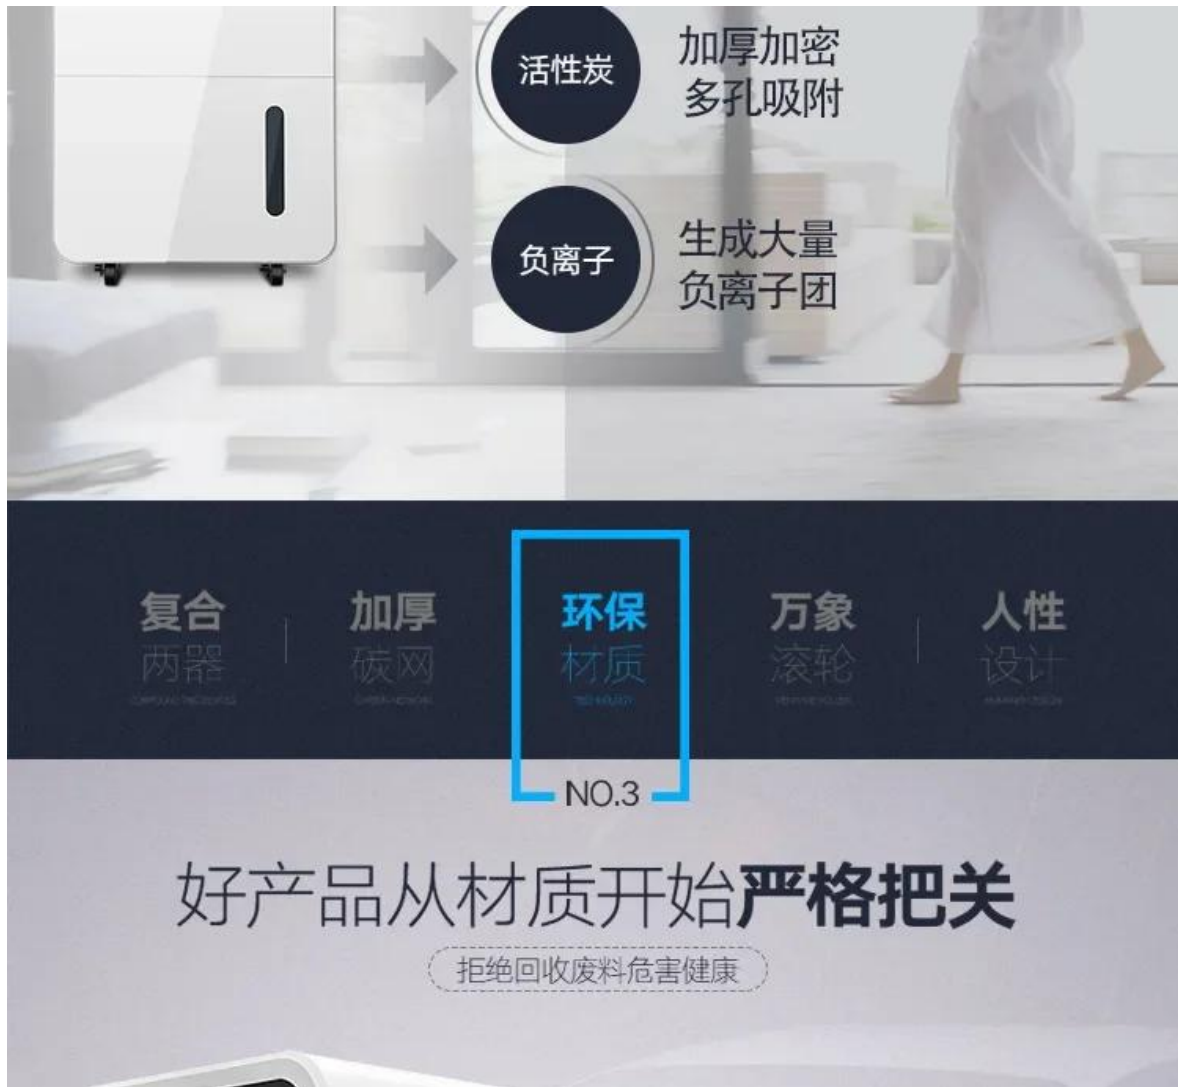 活性炭
加厚加密
多孔吸附
负离子
生成大量
负离子团
复合
两器
加厚
碳网
环保
材质
TECHNOLOGY
万象
滚轮
人性
设计
NO.3
好产品从材质开始严格把关
拒绝回收废料危害健康